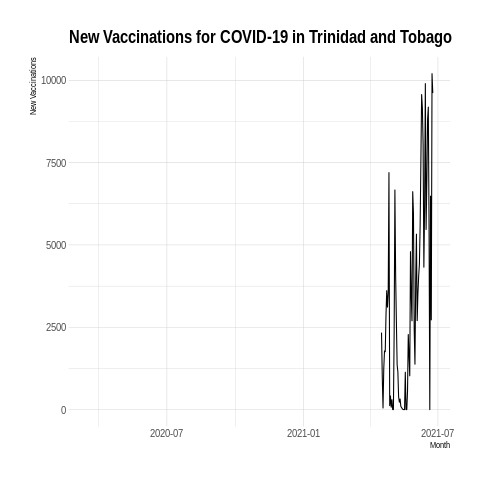 New Vaccinations for COVID-19 in Trinidad and Tobago
New Vaccinations
10000
7500
5000
2500
0
2020-07 2021-01 2021-07
Month